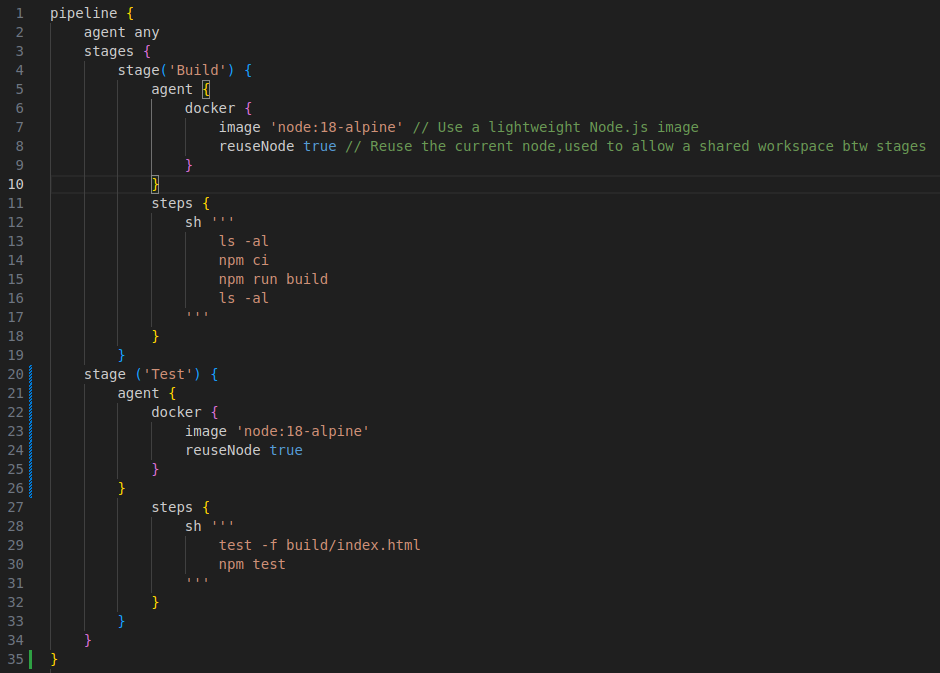 1 pipeline {
2     agent any
3     stages {
4         stage('Build') {
5             agent {
6                 docker {
7                     image 'node:18-alpine' // Use a lightweight Node.js image
8                     reuseNode true // Reuse the current node,used to allow a shared workspace btw stages
9                 }
10             }
11             steps {
12                 sh '''
13                     ls -al
14                     npm ci
15                     npm run build
16                     ls -al
17                 '''
18             }
19         }
20     stage ('Test') {
21         agent {
22             docker {
23                 image 'node:18-alpine'
24                 reuseNode true
25             }
26         }
27             steps {
28                 sh '''
29                     test -f build/index.html
30                     npm test
31                 '''
32             }
33         }
34     }
35 }